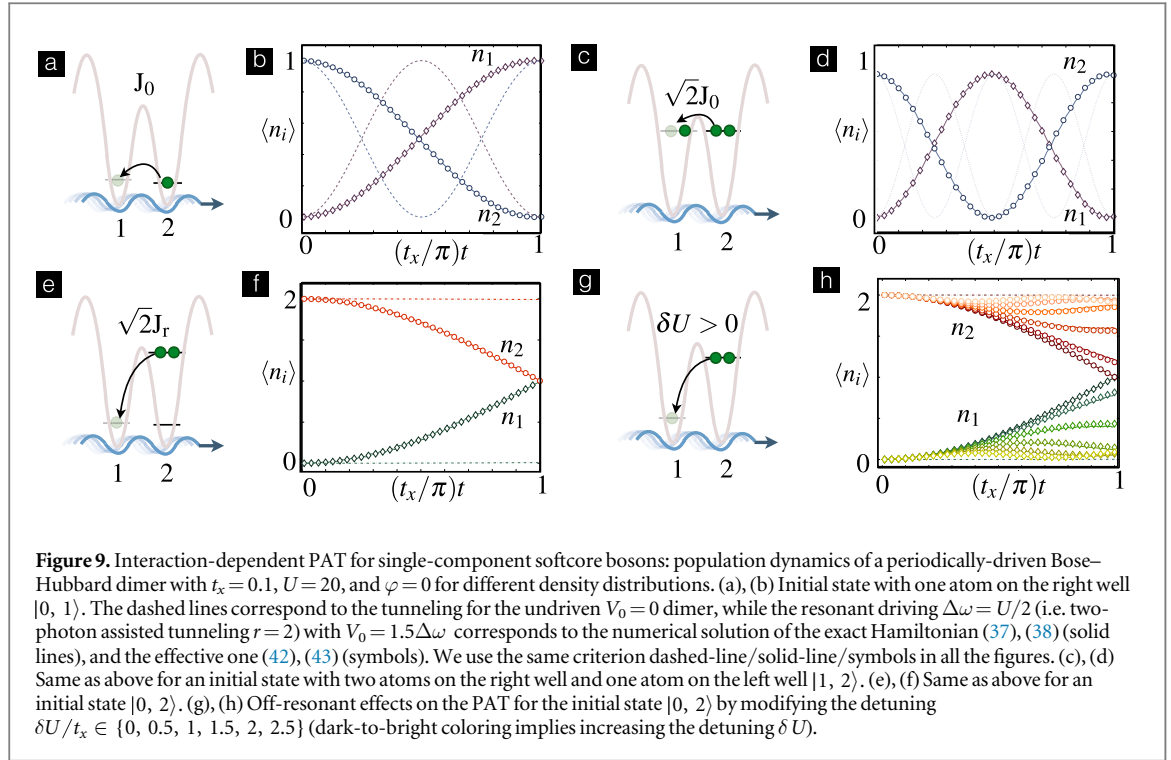 a
J₀
1 2
b
1
⟨nᵢ⟩
0
n₁
n₂
0 (tₓ/π)t 1
c
√2J₀
1 2
d
1
⟨nᵢ⟩
0
n₂
n₁
0 (tₓ/π)t 1
e
√2Jᵣ
1 2
f
2
⟨nᵢ⟩
0
n₂
n₁
0 (tₓ/π)t 1
g
δU > 0
1 2
h
2
⟨nᵢ⟩
0
n₂
n₁
0 (tₓ/π)t 1
Figure 9. Interaction-dependent PAT for single-component softcore bosons: population dynamics of a periodically-driven Bose–
Hubbard dimer with tₓ = 0.1, U = 20, and φ = 0 for different density distributions. (a), (b) Initial state with one atom on the right well
|0, 1⟩. The dashed lines correspond to the tunneling for the undriven V₀ = 0 dimer, while the resonant driving Δω = U/2 (i.e. two-
photon assisted tunneling r = 2) with V₀ = 1.5Δω corresponds to the numerical solution of the exact Hamiltonian (37), (38) (solid
lines), and the effective one (42), (43) (symbols). We use the same criterion dashed-line/solid-line/symbols in all the figures. (c), (d)
Same as above for an initial state with two atoms on the right well and one atom on the left well |1, 2⟩. (e), (f) Same as above for an
initial state |0, 2⟩. (g), (h) Off-resonant effects on the PAT for the initial state |0, 2⟩ by modifying the detuning
δU/tₓ ∈ {0, 0.5, 1, 1.5, 2, 2.5} (dark-to-bright coloring implies increasing the detuning δ U).